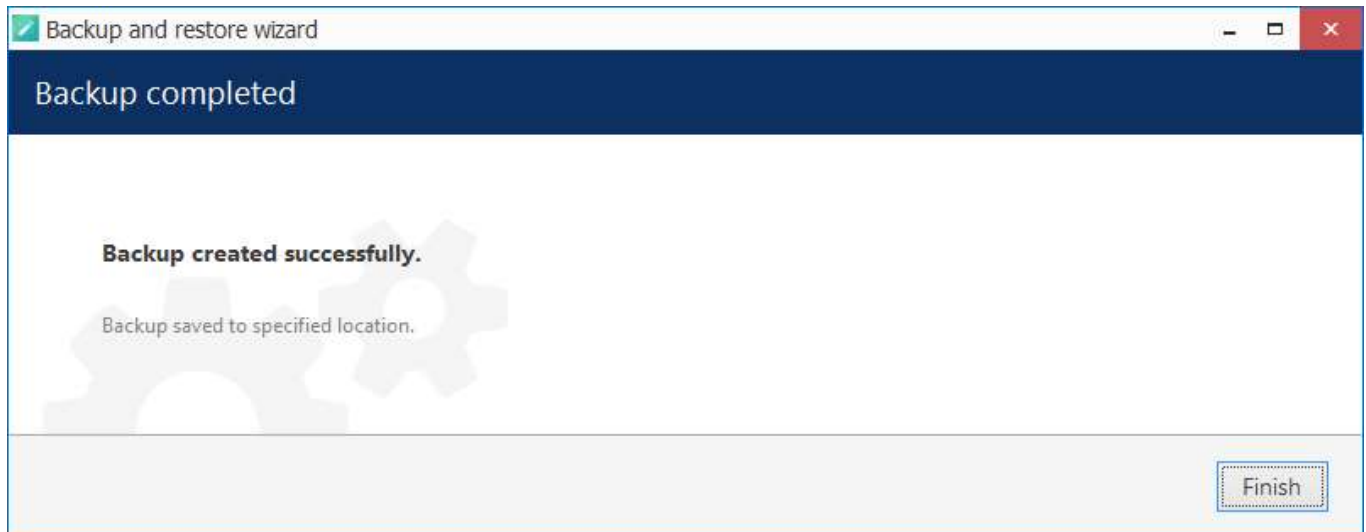 Backup and restore wizard
Backup completed
Backup created successfully.
Backup saved to specified location.
Finish